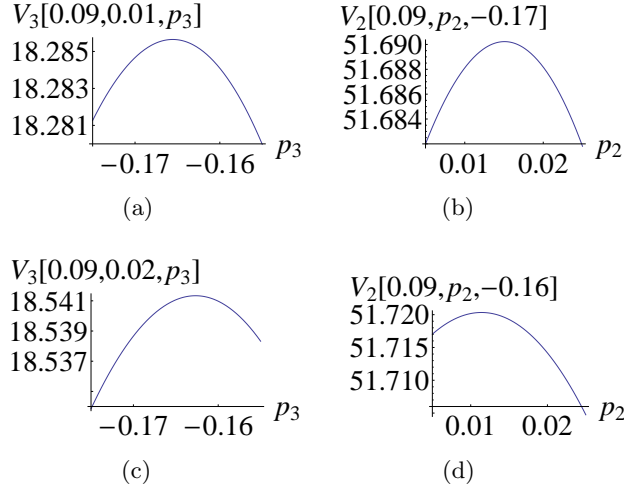 V3[0.09,0.01,p3]
18.285
18.283
18.281
−0.17 −0.16 p3
(a)
V2[0.09,p2,−0.17]
51.690
51.688
51.686
51.684
0.01 0.02 p2
(b)
V3[0.09,0.02,p3]
18.541
18.539
18.537
−0.17 −0.16 p3
(c)
V2[0.09,p2,−0.16]
51.720
51.715
51.710
0.01 0.02 p2
(d)